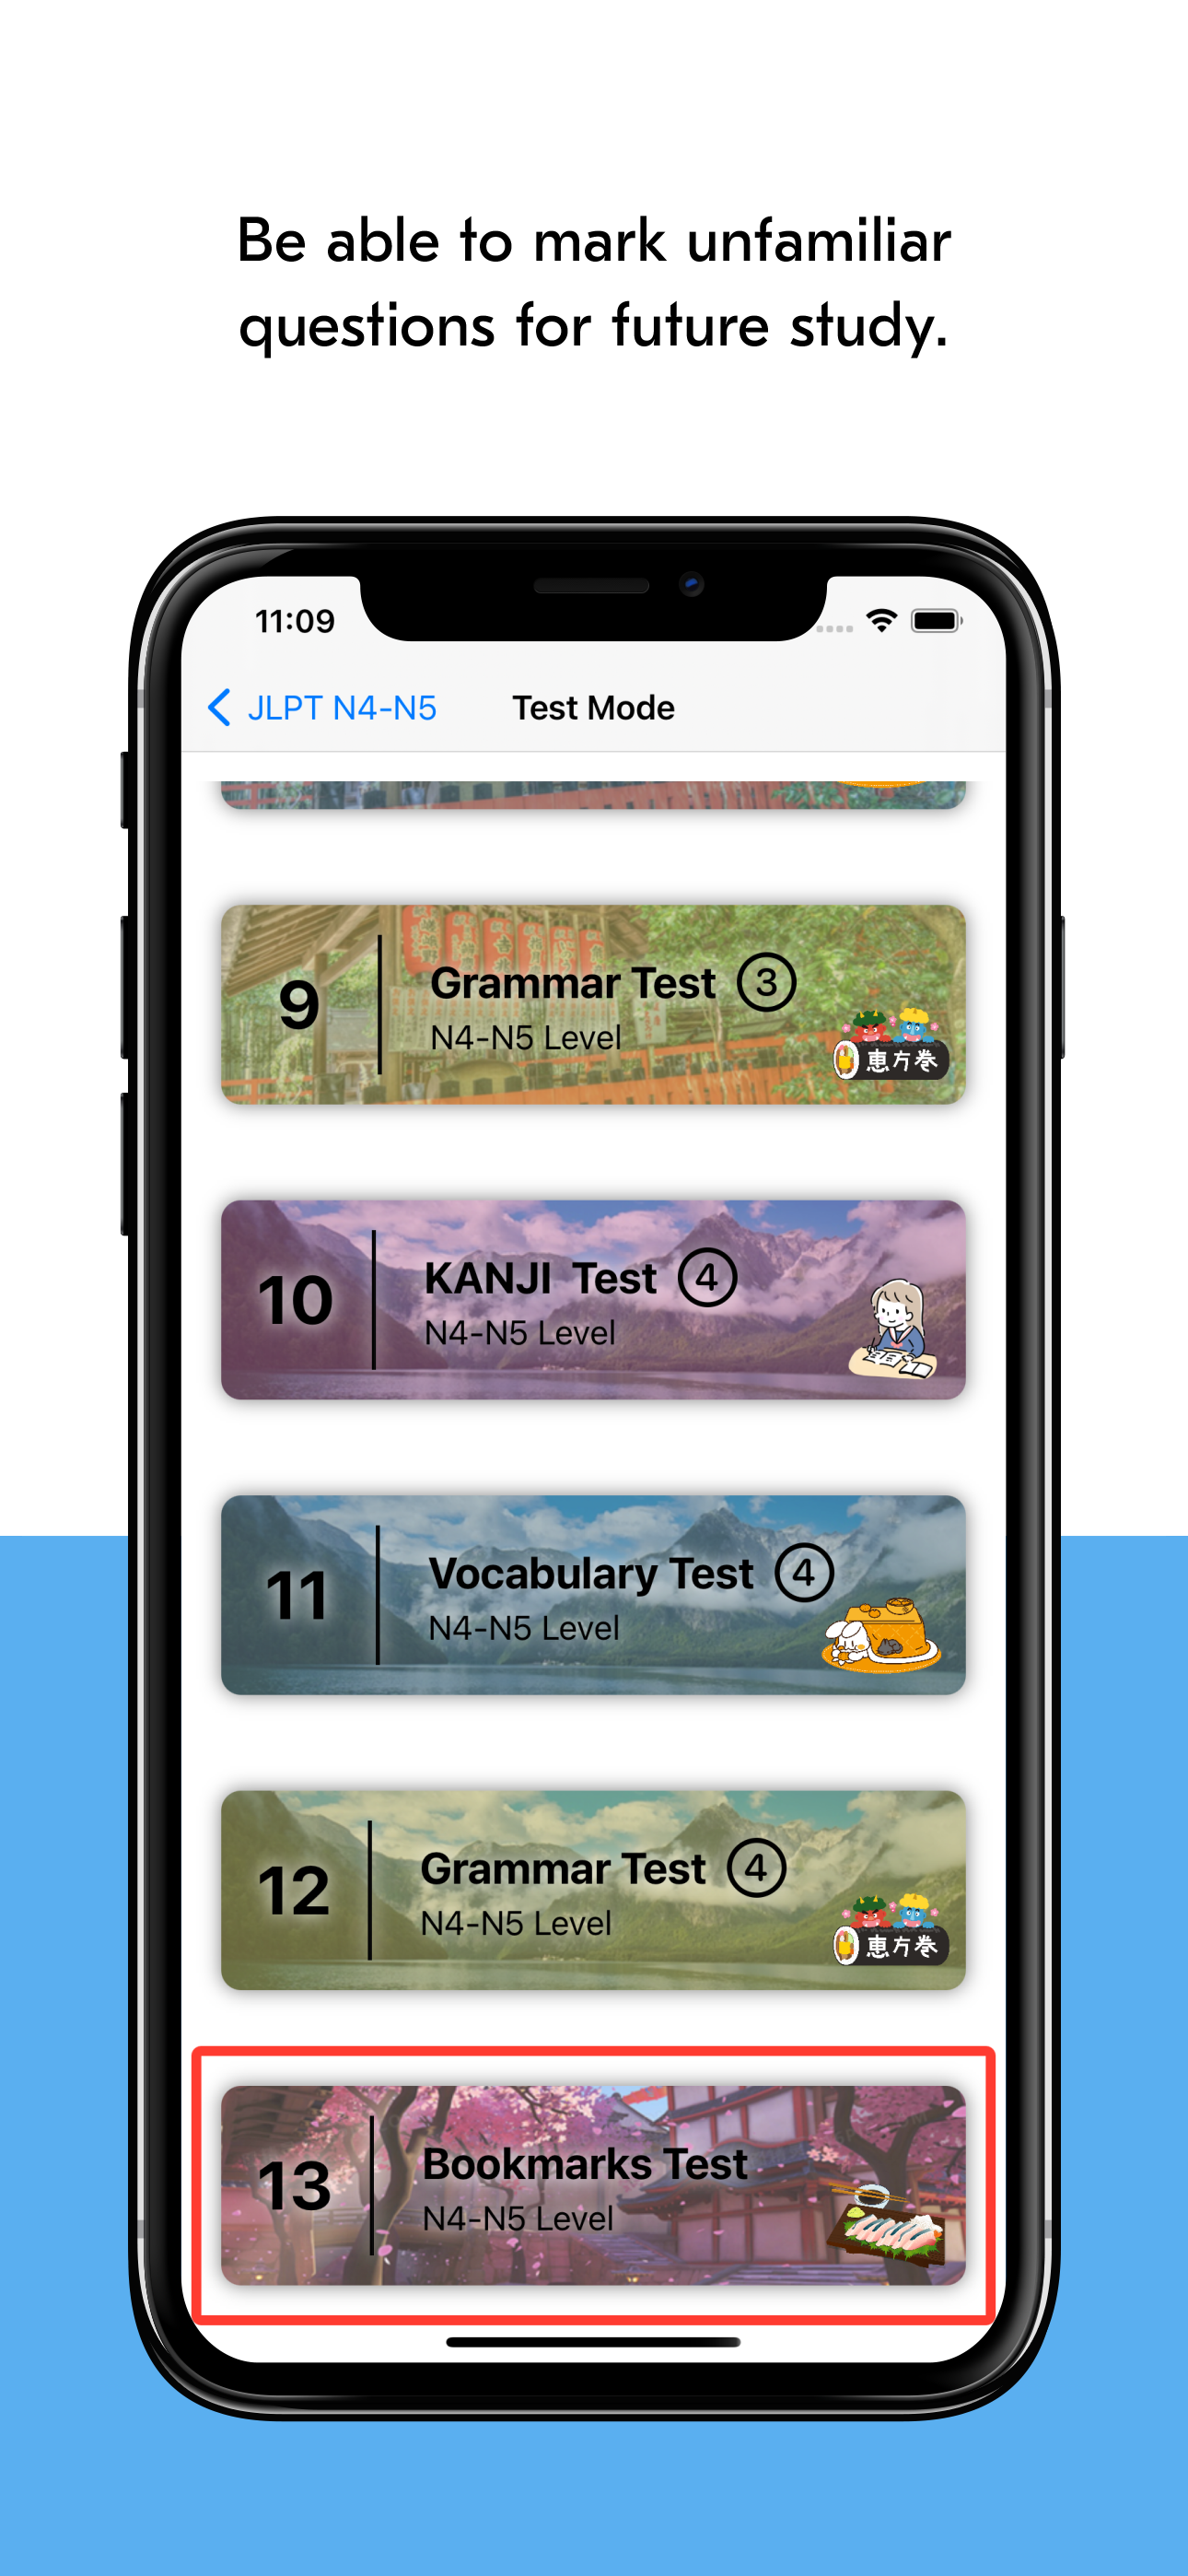 Be able to mark unfamiliar
questions for future study.
11:09
JLPT N4-N5
Test Mode
9
Grammar Test ③
N4-N5 Level
恵方巻
10
KANJI Test ④
N4-N5 Level
11
Vocabulary Test ④
N4-N5 Level
12
Grammar Test ④
N4-N5 Level
恵方巻
13
Bookmarks Test
N4-N5 Level